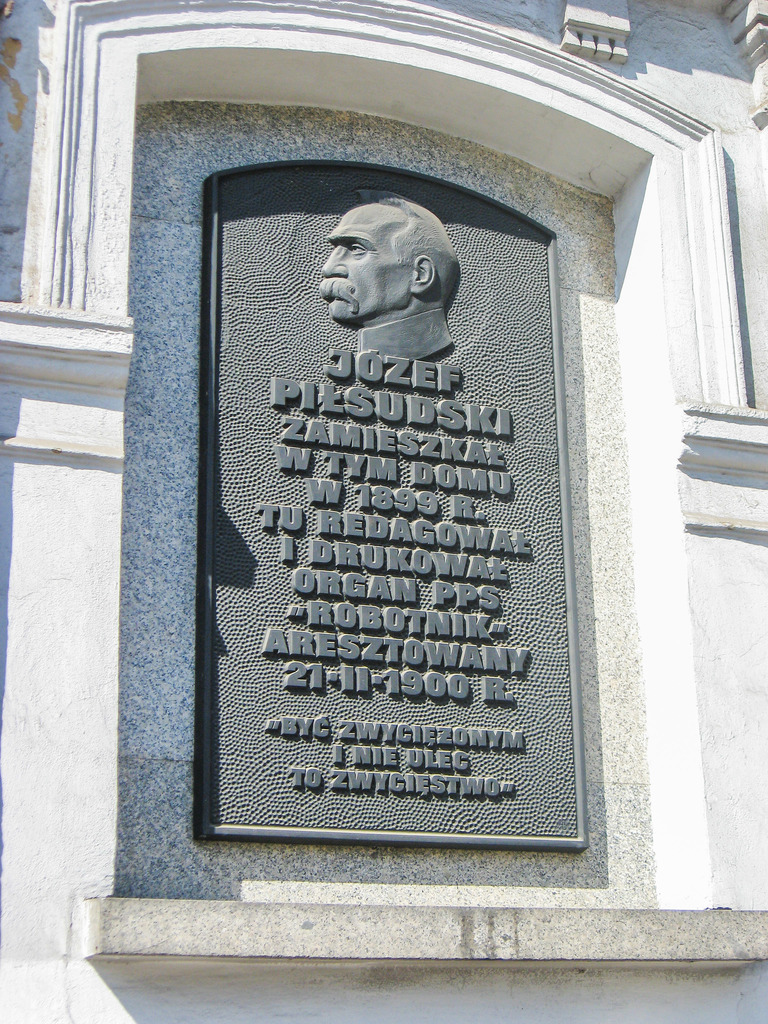 JÓZEF
PIŁSUDSKI
ZAMIESZKAŁ
W TYM DOMU
W 1899 R.
TU REDAGOWAŁ
I DRUKOWAŁ
ORGAN PPS
„ROBOTNIK”
ARESZTOWANY
21-II-1900 R.
„BYĆ ZWYCIĘŻONYM
I NIE ULEC
TO ZWYCIĘSTWO”